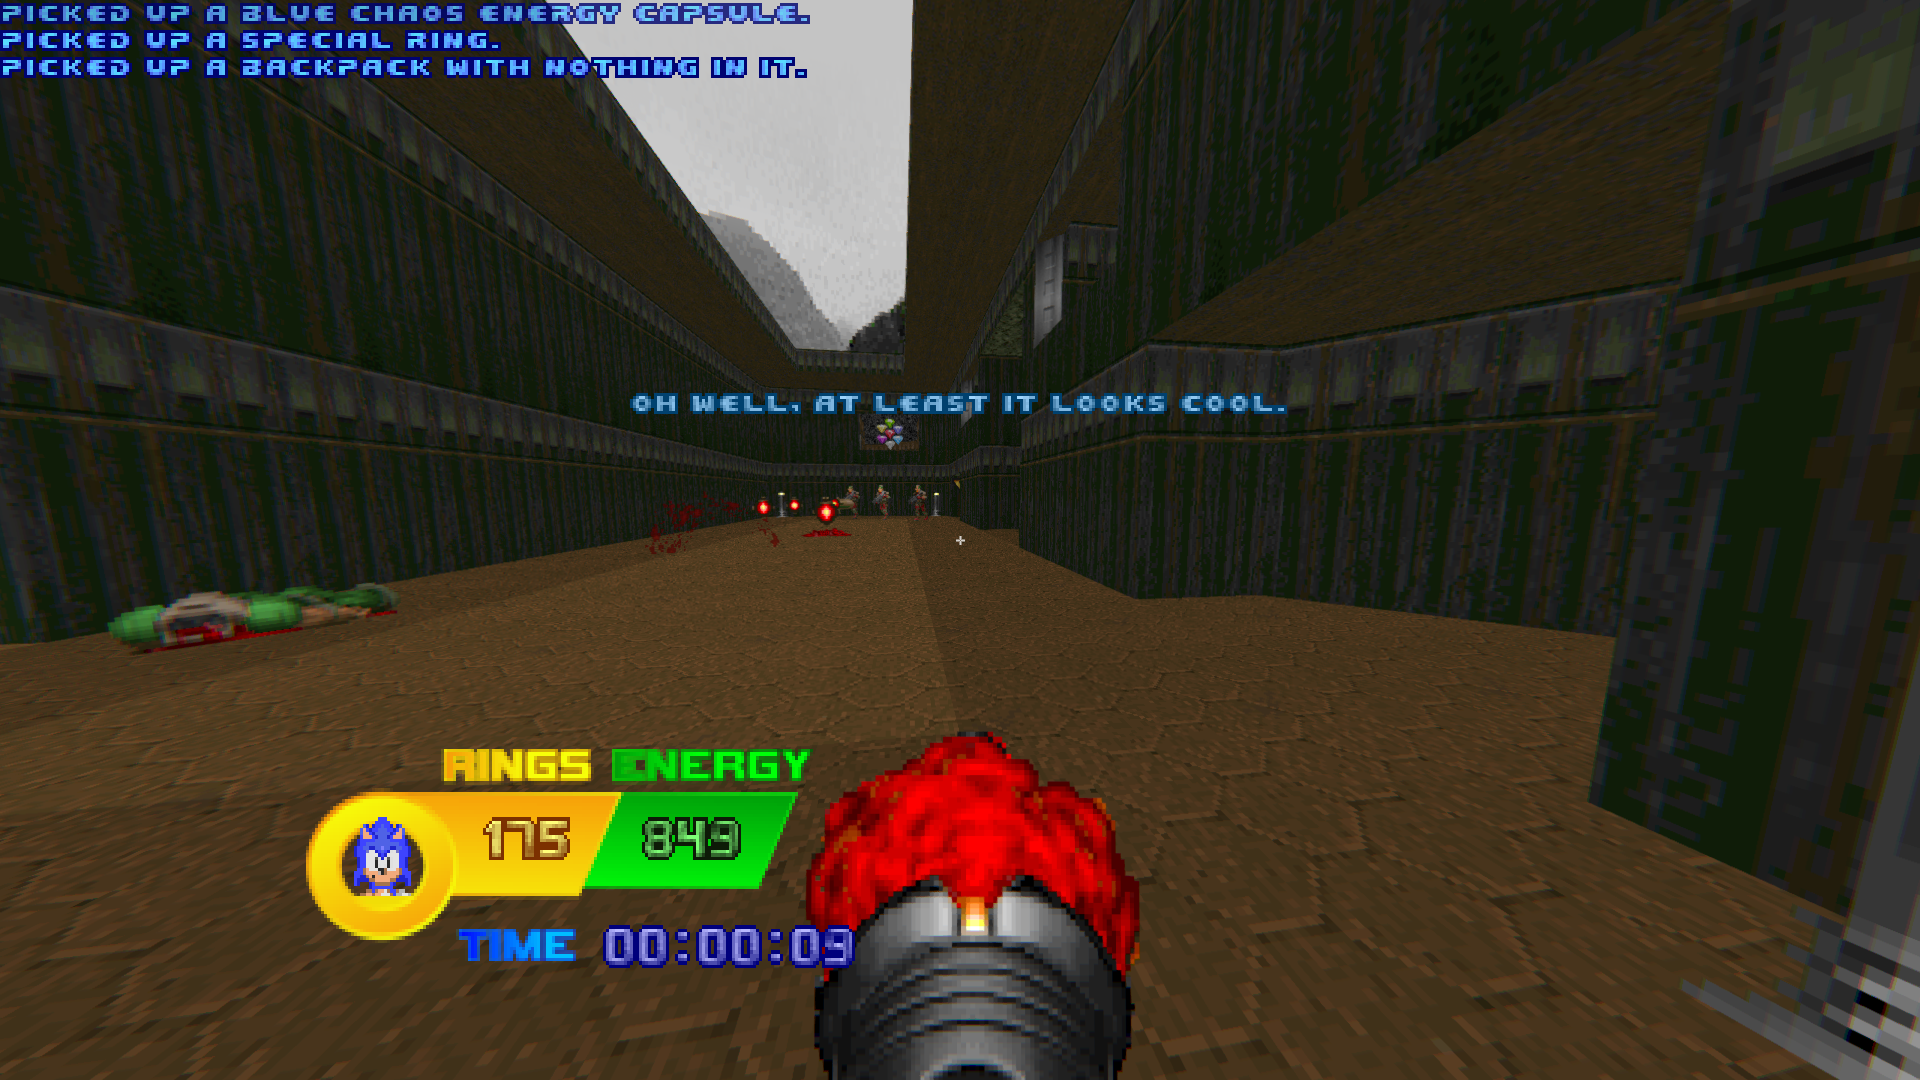 PICKED UP A BLUE CHAOS ENERGY CAPSULE.
PICKED UP A SPECIAL RING.
PICKED UP A BACKPACK WITH NOTHING IN IT.
OH WELL, AT LEAST IT LOOKS COOL.
RINGS ENERGY
175 849
TIME 00:00:09